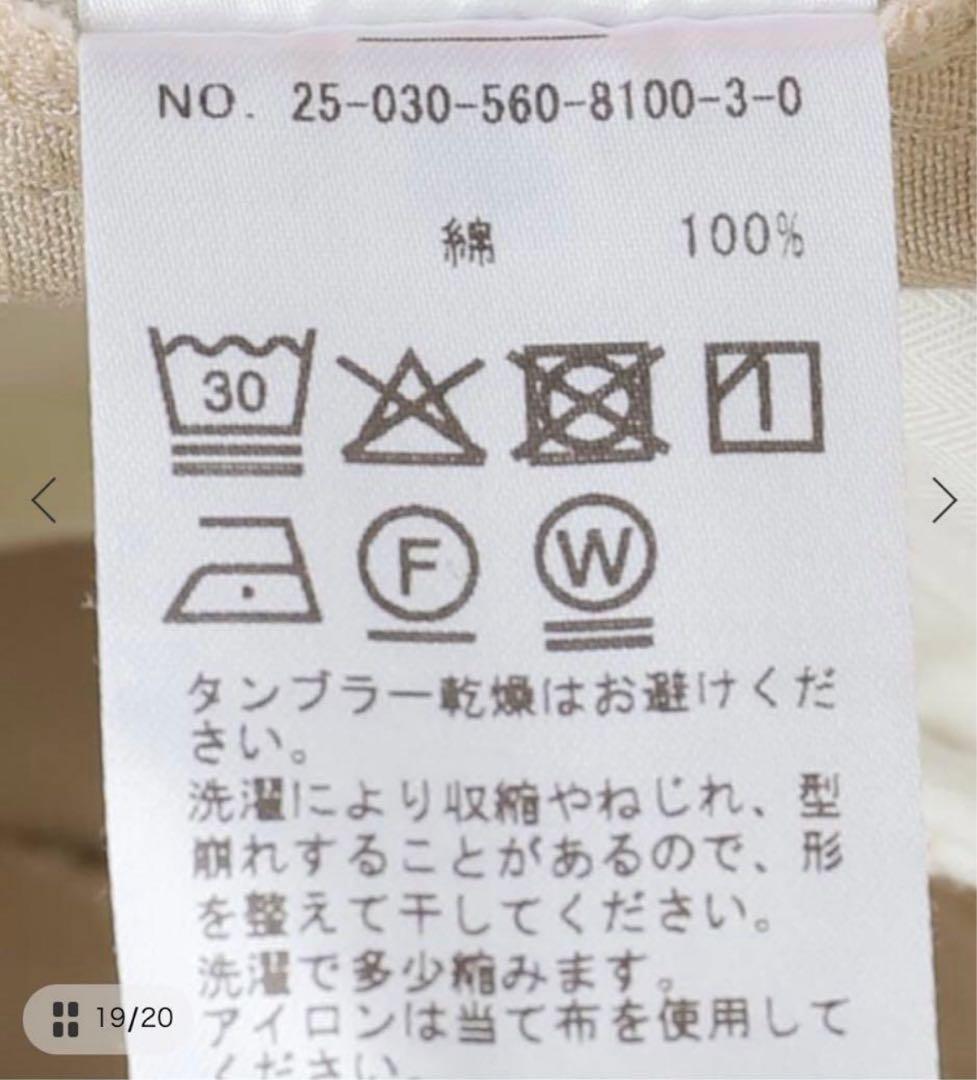 NO. 25-030-560-8100-3-0
綿 100%
30
F W
タンブラー乾燥はお避けくだ
さい。
洗濯により収縮やねじれ、型
崩れすることがあるので、形
を整えて干してください。
洗濯で多少縮みます。
アイロンは当て布を使用して
ください。
19/20